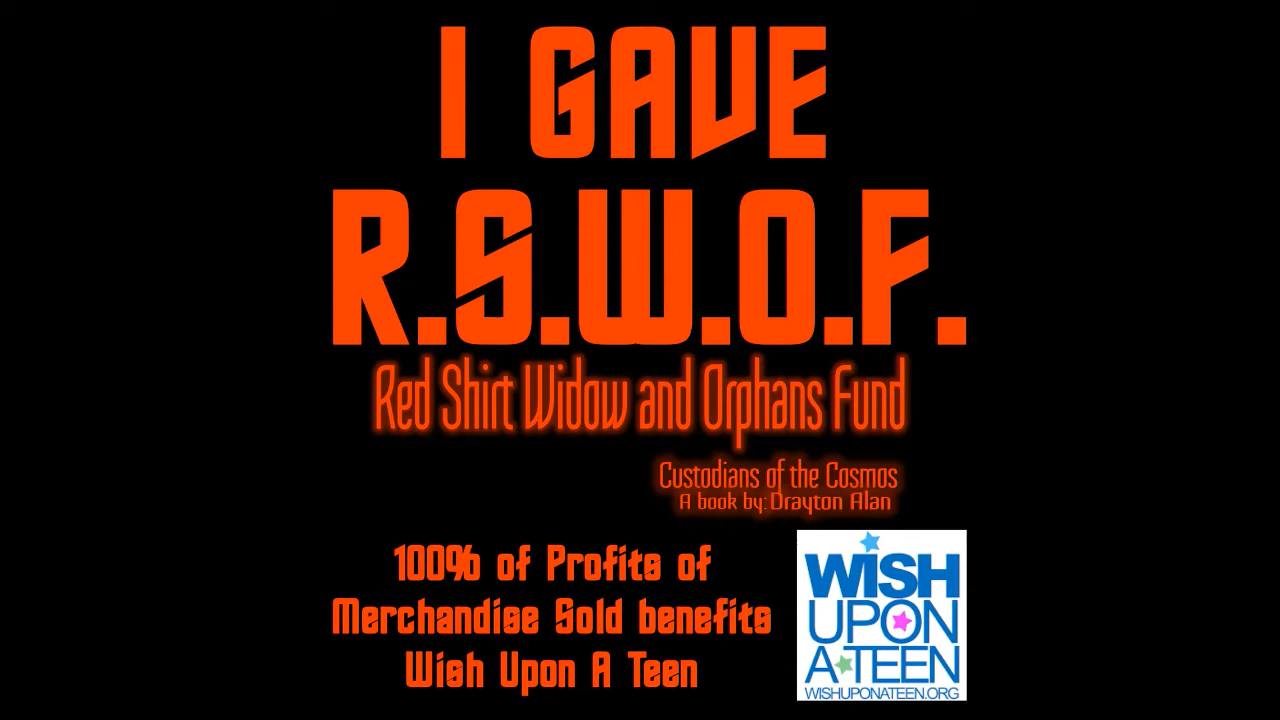 I GAVE
R.S.W.O.F.
Red Shirt Widow and Orphans Fund
Custodians of the Cosmos
A book by: Drayton Alan
100% of Profits of
Merchandise Sold benefits
Wish Upon A Teen
WISH
UPON
A TEEN
WISHUPONATEEN.ORG